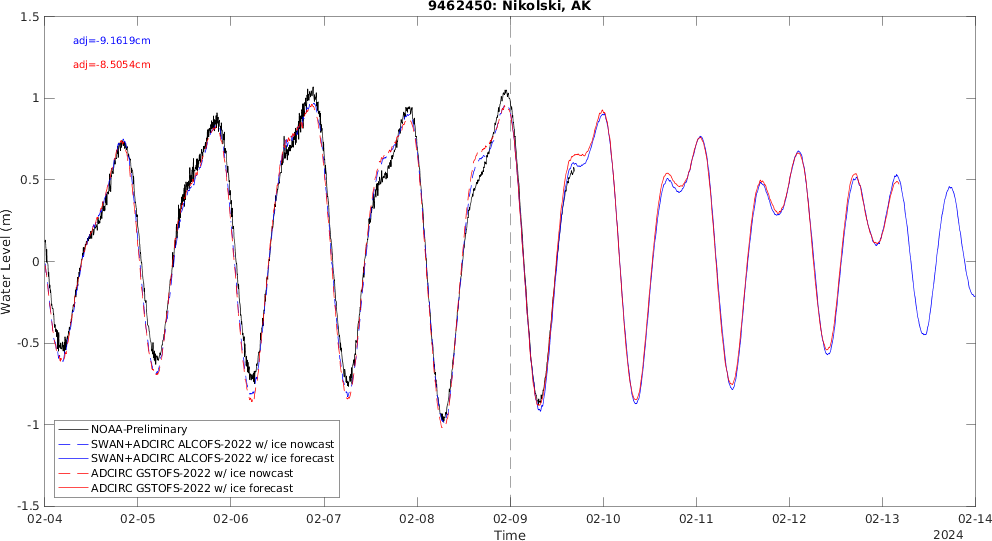 9462450: Nikolski, AK
adj=-9.1619cm
adj=-8.5054cm
1.5
1
0.5
0
-0.5
-1
-1.5
Water Level (m)
NOAA-Preliminary
SWAN+ADCIRC ALCOFS-2022 w/ ice nowcast
SWAN+ADCIRC ALCOFS-2022 w/ ice forecast
ADCIRC GSTOFS-2022 w/ ice nowcast
ADCIRC GSTOFS-2022 w/ ice forecast
02-04 02-05 02-06 02-07 02-08 02-09 02-10 02-11 02-12 02-13 02-14
Time
2024